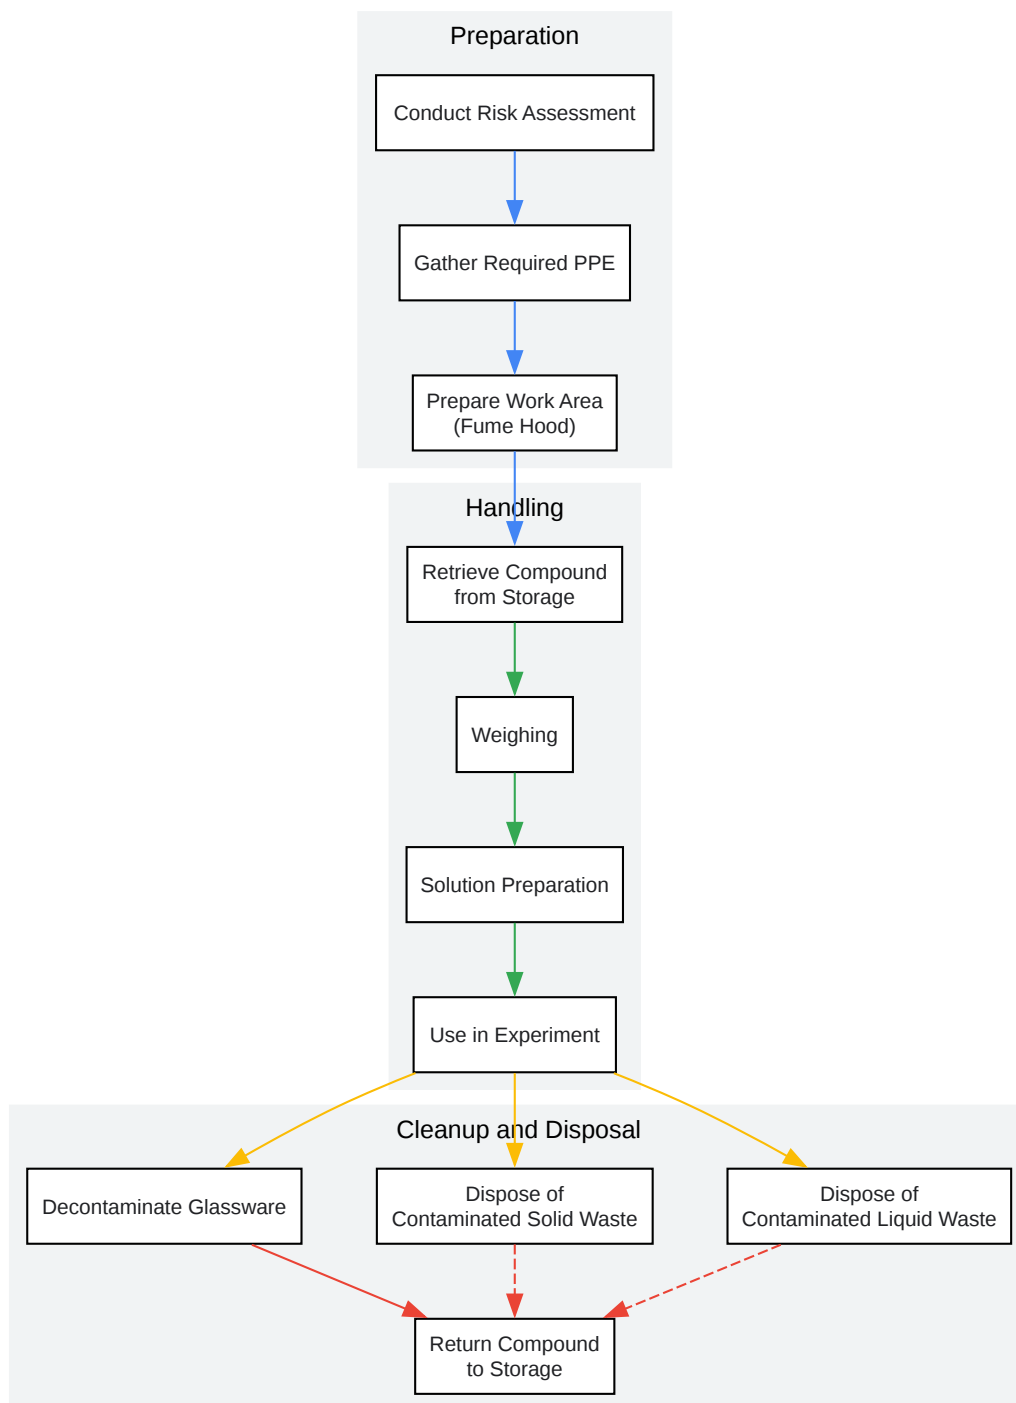 Preparation
Conduct Risk Assessment
Gather Required PPE
Prepare Work Area
(Fume Hood)
Handling
Retrieve Compound
from Storage
Weighing
Solution Preparation
Use in Experiment
Cleanup and Disposal
Decontaminate Glassware
Dispose of
Contaminated Solid Waste
Dispose of
Contaminated Liquid Waste
Return Compound
to Storage